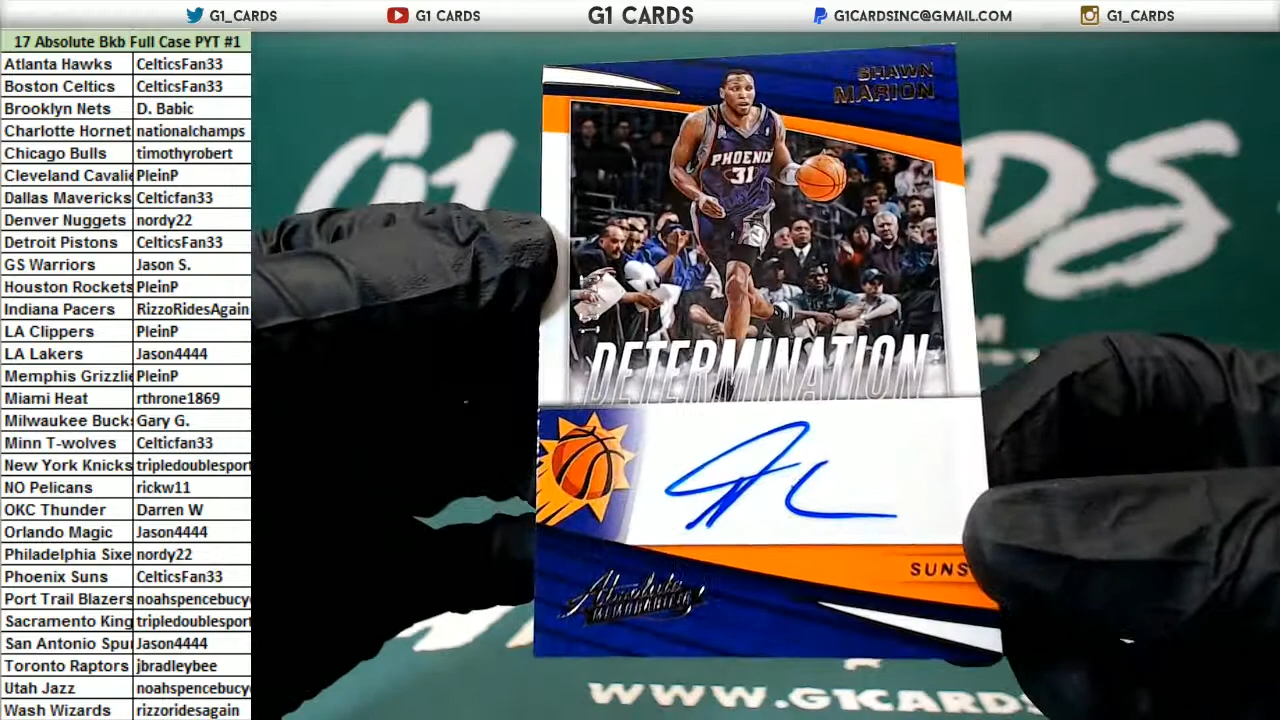 G1_CARDS
G1 CARDS
G1 CARDS
G1CARDSINC@GMAIL.COM
G1_CARDS
17 Absolute Bkb Full Case PYT #1
Atlanta Hawks CelticsFan33
Boston Celtics CelticsFan33
Brooklyn Nets D. Babic
Charlotte Hornet nationalchamps
Chicago Bulls timothyrobert
Cleveland Cavalie PleinP
Dallas Mavericks Celticfan33
Denver Nuggets nordy22
Detroit Pistons CelticsFan33
GS Warriors Jason S.
Houston Rockets PleinP
Indiana Pacers RizzoRidesAgain
LA Clippers PleinP
LA Lakers Jason4444
Memphis Grizzlie PleinP
Miami Heat rthrone1869
Milwaukee Bucks Gary G.
Minn T-wolves Celticfan33
New York Knicks tripledoublesport
NO Pelicans rickw11
OKC Thunder Darren W
Orlando Magic Jason4444
Philadelphia Sixe nordy22
Phoenix Suns CelticsFan33
Port Trail Blazers noahspencebucy
Sacramento King tripledoublesport
San Antonio Spu Jason4444
Toronto Raptors jbradleybee
Utah Jazz noahspencebucy
Wash Wizards rizzoridesagain
SHAWN
MARION
PHOENIX
31
DETERMINATION
SUNS
Absolute
MEMORABILIA
G1
RDS
WWW.G1CARDS